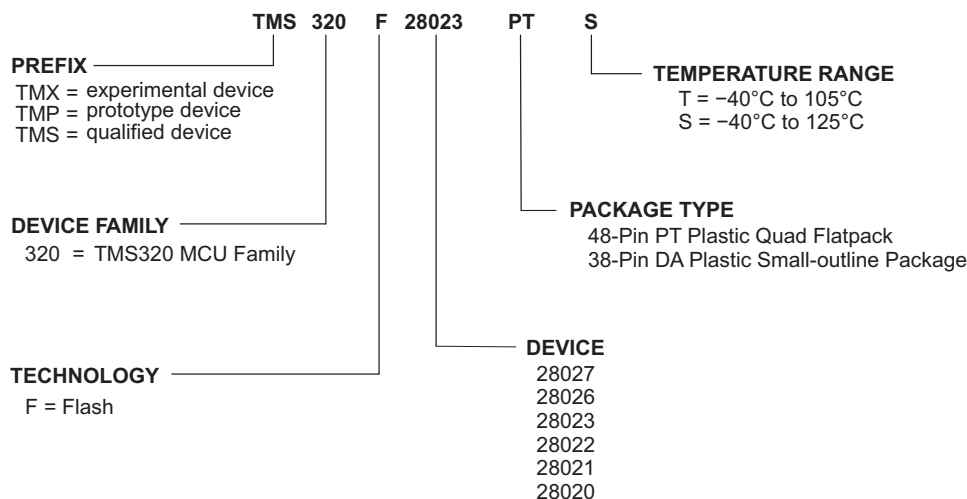 TMS 320 F 28023 PT S
PREFIX
TMX = experimental device
TMP = prototype device
TMS = qualified device
TEMPERATURE RANGE
T = −40°C to 105°C
S = −40°C to 125°C
DEVICE FAMILY
320 = TMS320 MCU Family
PACKAGE TYPE
48-Pin PT Plastic Quad Flatpack
38-Pin DA Plastic Small-outline Package
TECHNOLOGY
F = Flash
DEVICE
28027
28026
28023
28022
28021
28020